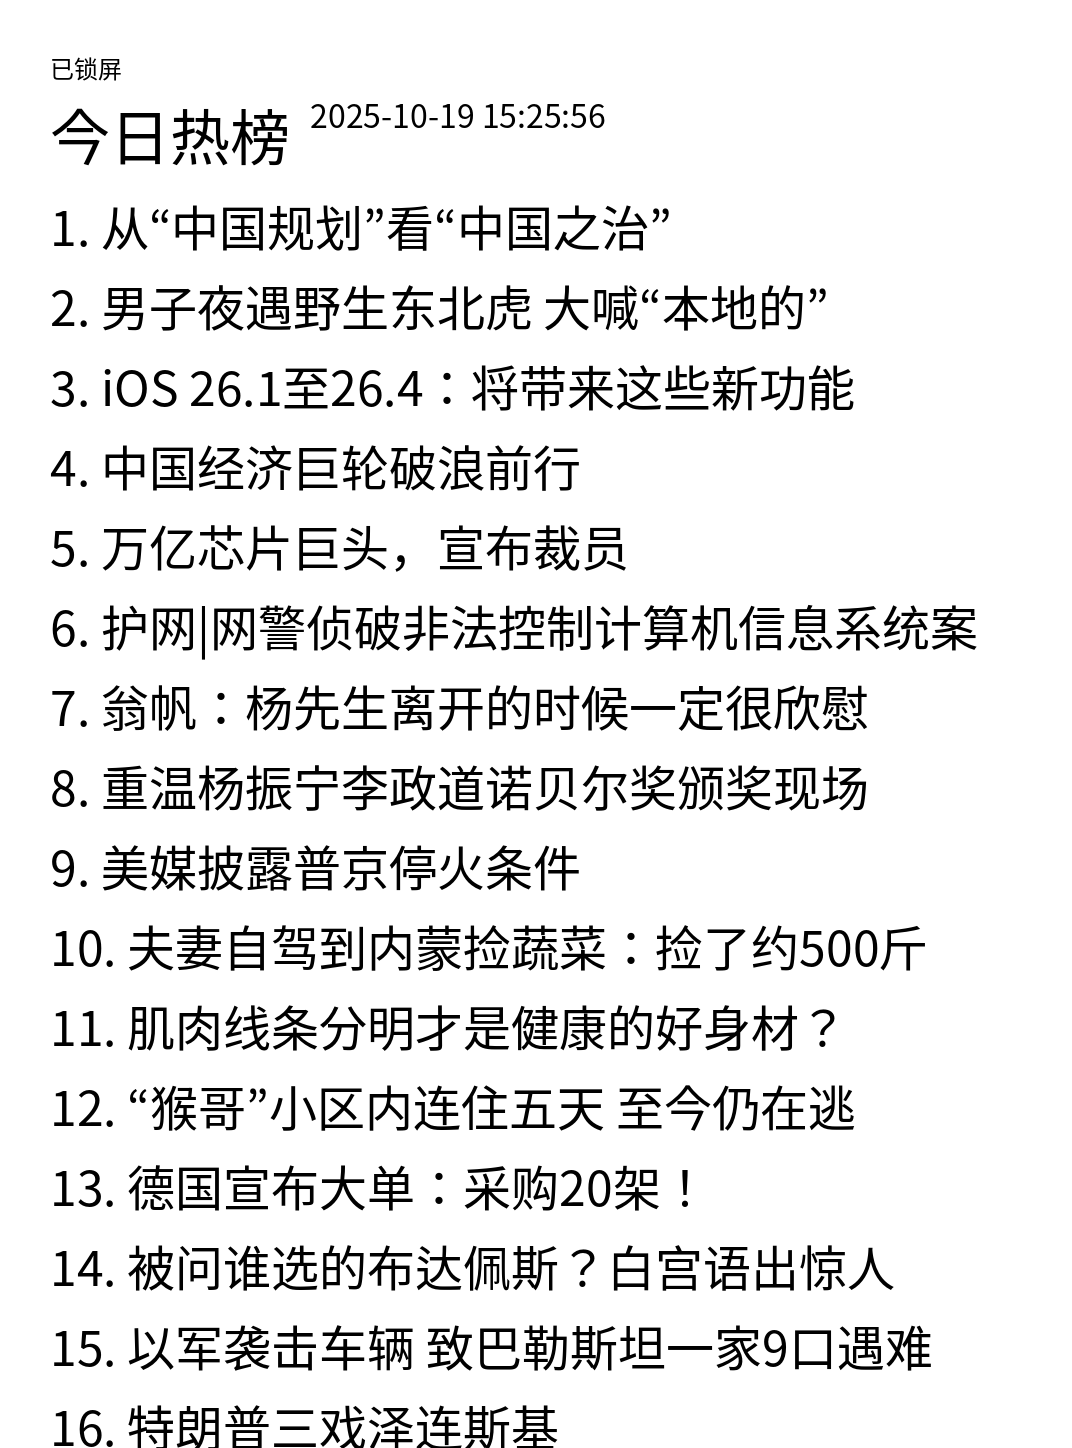 已锁屏
今日热榜 2025-10-19 15:25:56
1. 从“中国规划”看“中国之治”
2. 男子夜遇野生东北虎 大喊“本地的”
3. iOS 26.1至26.4：将带来这些新功能
4. 中国经济巨轮破浪前行
5. 万亿芯片巨头，宣布裁员
6. 护网|网警侦破非法控制计算机信息系统案
7. 翁帆：杨先生离开的时候一定很欣慰
8. 重温杨振宁李政道诺贝尔奖颁奖现场
9. 美媒披露普京停火条件
10. 夫妻自驾到内蒙捡蔬菜：捡了约500斤
11. 肌肉线条分明才是健康的好身材？
12. “猴哥”小区内连住五天 至今仍在逃
13. 德国宣布大单：采购20架！
14. 被问谁选的布达佩斯？白宫语出惊人
15. 以军袭击车辆 致巴勒斯坦一家9口遇难
16. 特朗普三戏泽连斯基